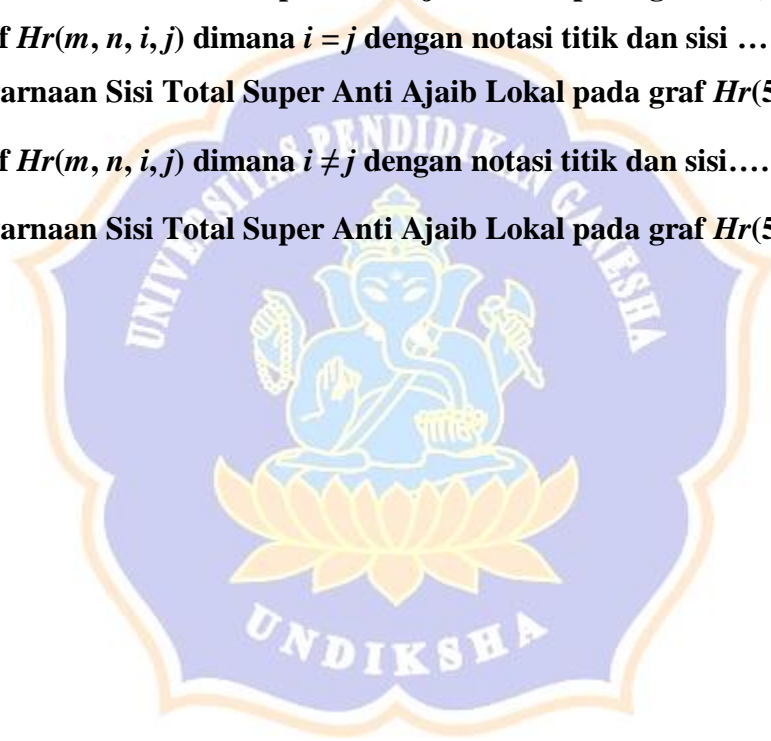 f Hr(m, n, i, j) dimana i = j dengan notasi titik dan sisi …
arnaan Sisi Total Super Anti Ajaib Lokal pada graf Hr(5
f Hr(m, n, i, j) dimana i ≠ j dengan notasi titik dan sisi….
arnaan Sisi Total Super Anti Ajaib Lokal pada graf Hr(5
UNIVERSITAS PENDIDIKAN GANESHA
UNDIKSHA